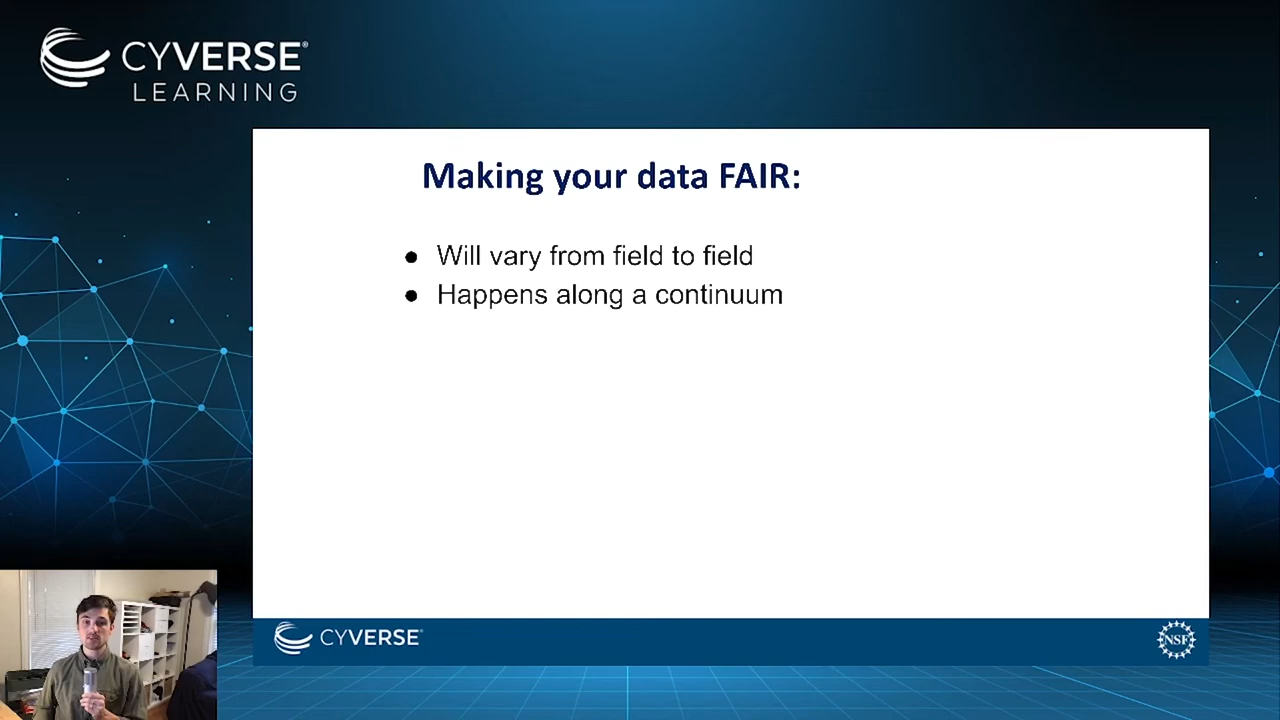 CYVERSE®
LEARNING
Making your data FAIR:
● Will vary from field to field
● Happens along a continuum
CYVERSE®
NSF